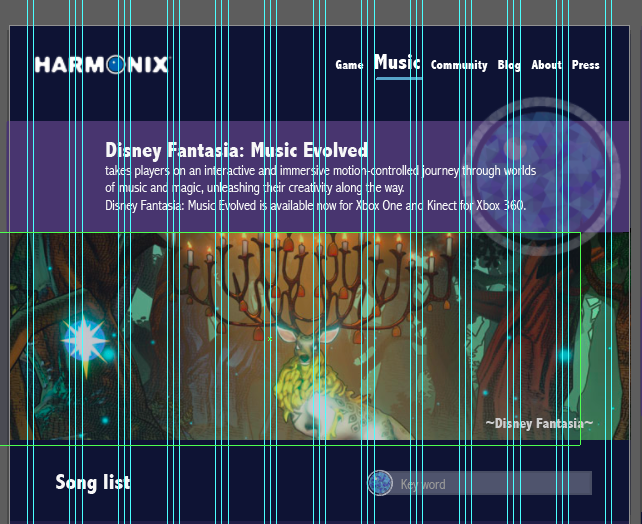 HARMONIX
Game Music Community Blog About Press
Disney Fantasia: Music Evolved
takes players on an interactive and immersive motion-controlled journey through worlds
of music and magic, unleashing their creativity along the way.
Disney Fantasia: Music Evolved is available now for Xbox One and Kinect for Xbox 360.
~Disney Fantasia~
Song list
Key word